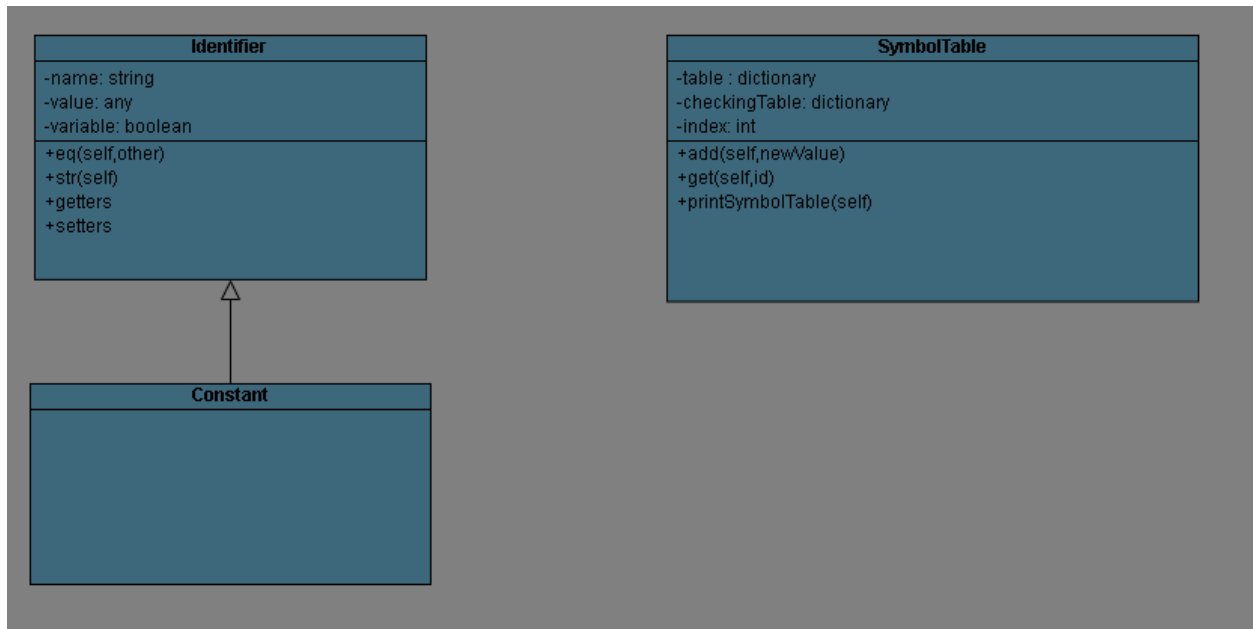 Identifier
-name: string
-value: any
-variable: boolean
+eq(self,other)
+str(self)
+getters
+setters
SymbolTable
-table : dictionary
-checkingTable: dictionary
-index: int
+add(self,newValue)
+get(self,id)
+printSymbolTable(self)
Constant